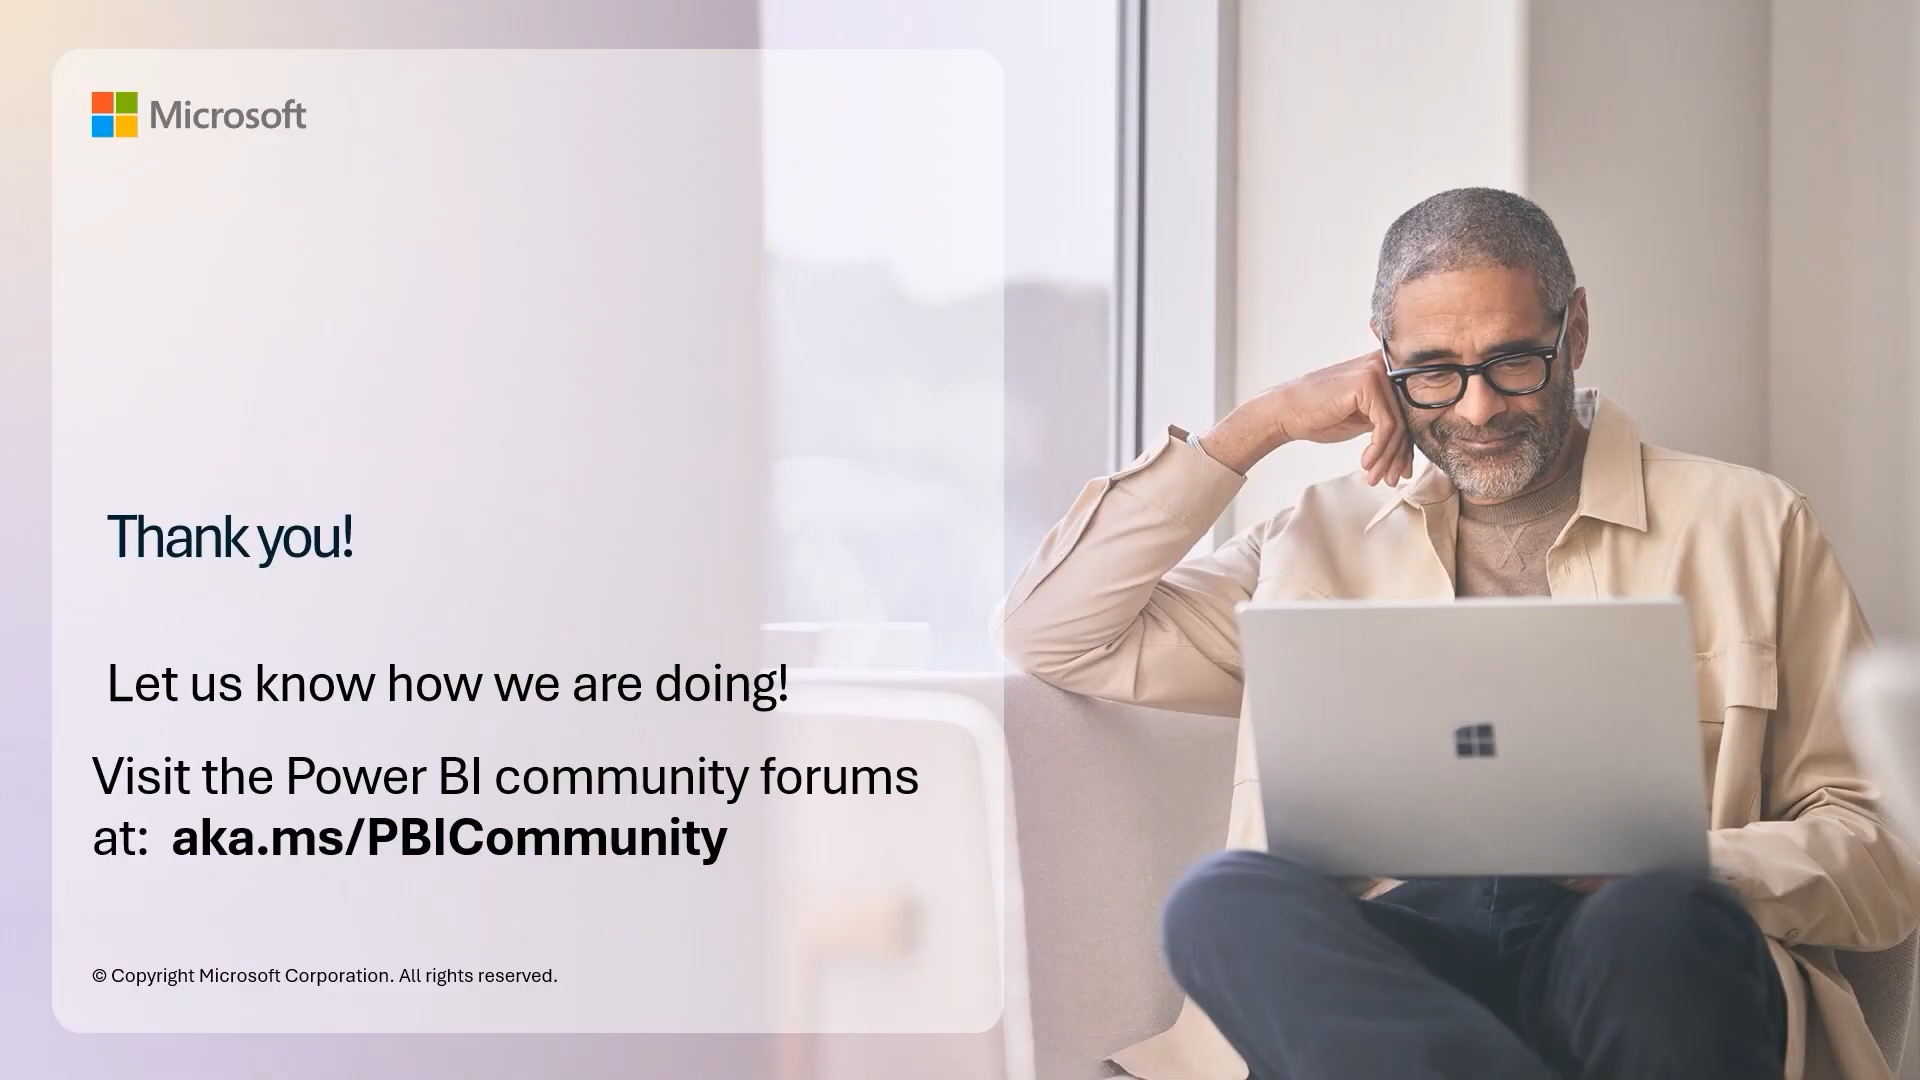 Microsoft
Thank you!
Let us know how we are doing!
Visit the Power BI community forums
at: aka.ms/PBICommunity
© Copyright Microsoft Corporation. All rights reserved.